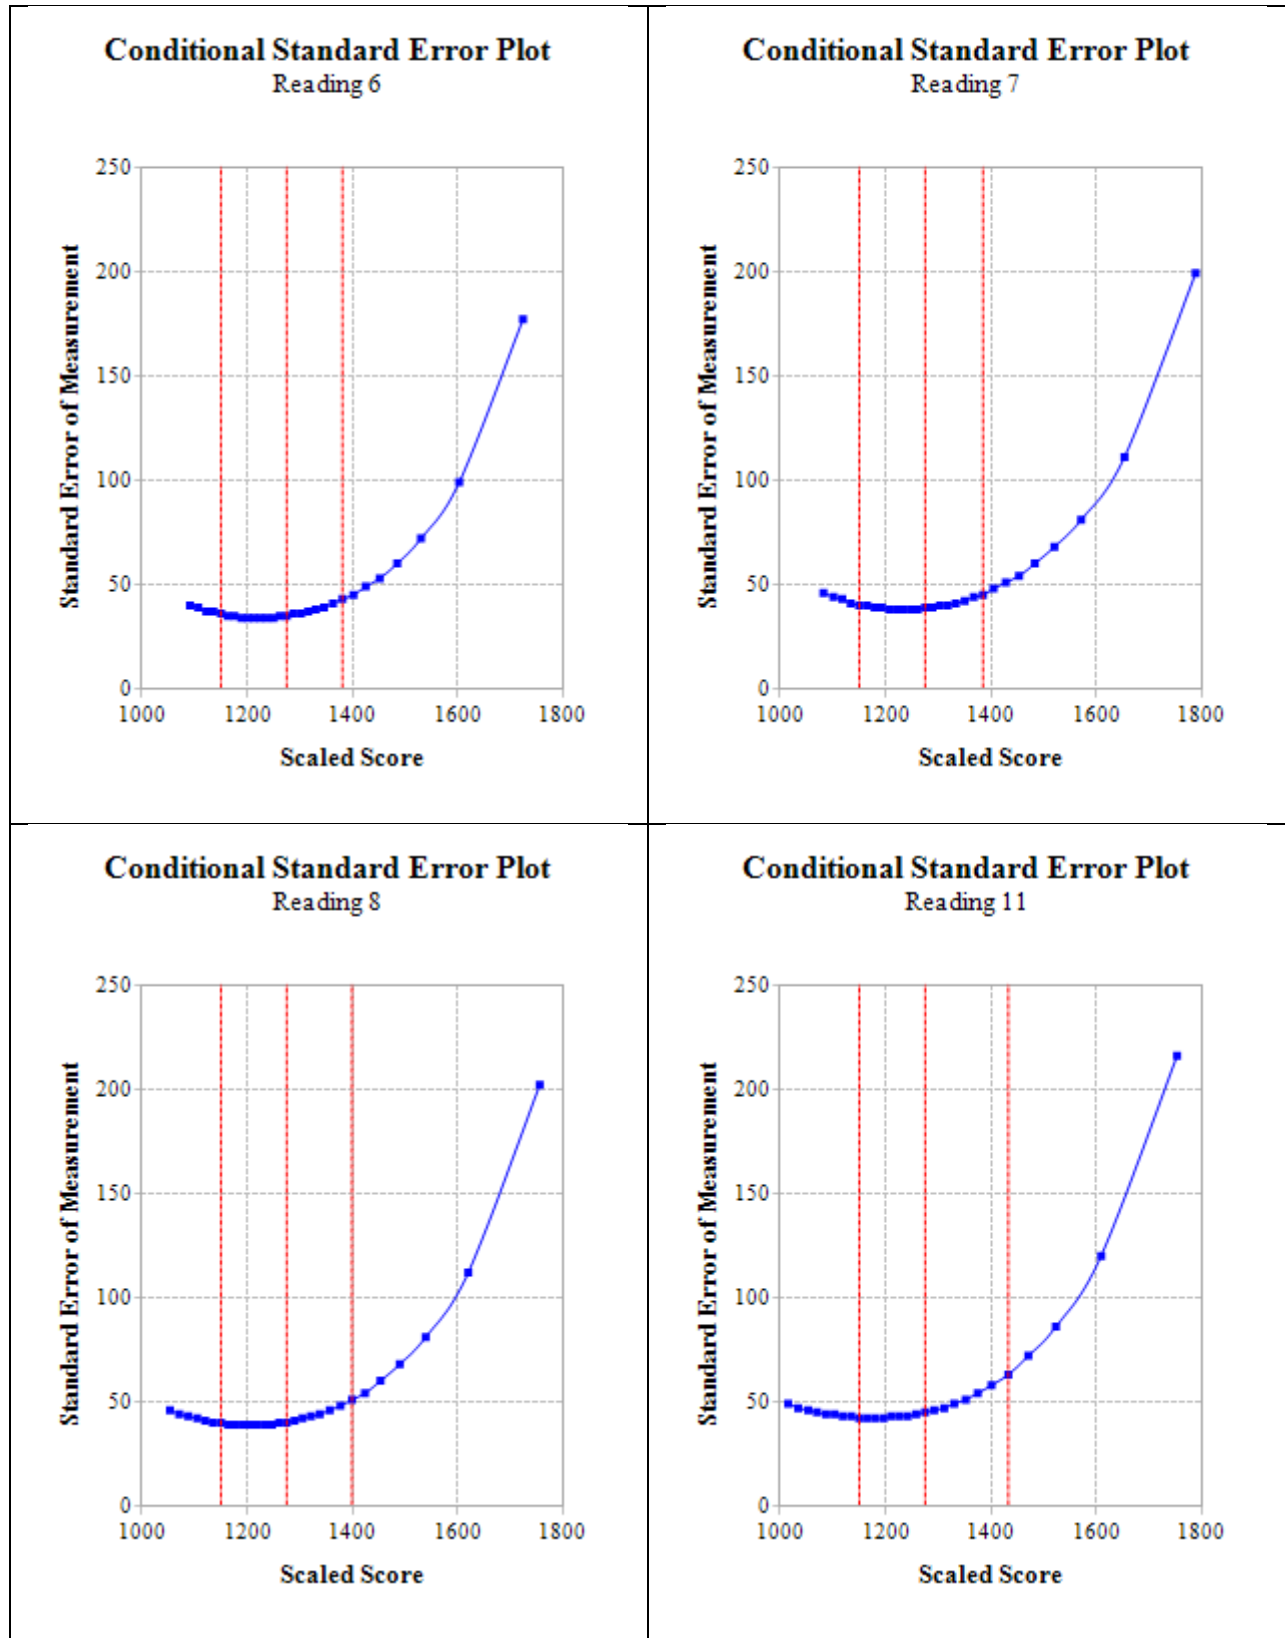 Conditional Standard Error Plot
Reading 6
250
200
150
100
50
0
Standard Error of Measurement
1000 1200 1400 1600 1800
Scaled Score
Conditional Standard Error Plot
Reading 7
250
200
150
100
50
0
Standard Error of Measurement
1000 1200 1400 1600 1800
Scaled Score
Conditional Standard Error Plot
Reading 8
250
200
150
100
50
0
Standard Error of Measurement
1000 1200 1400 1600 1800
Scaled Score
Conditional Standard Error Plot
Reading 11
250
200
150
100
50
0
Standard Error of Measurement
1000 1200 1400 1600 1800
Scaled Score